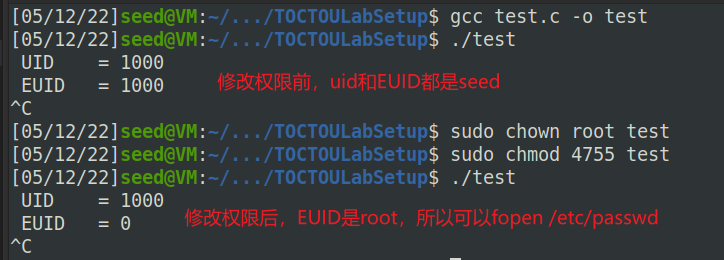 [05/12/22]seed@VM:~/.../TOCTOULabSetup$ gcc test.c -o test
[05/12/22]seed@VM:~/.../TOCTOULabSetup$ ./test
UID    = 1000
EUID   = 1000
修改权限前，uid和EUID都是seed
^C
[05/12/22]seed@VM:~/.../TOCTOULabSetup$ sudo chown root test
[05/12/22]seed@VM:~/.../TOCTOULabSetup$ sudo chmod 4755 test
[05/12/22]seed@VM:~/.../TOCTOULabSetup$ ./test
UID    = 1000
EUID   = 0
修改权限后，EUID是root，所以可以fopen /etc/passwd
^C